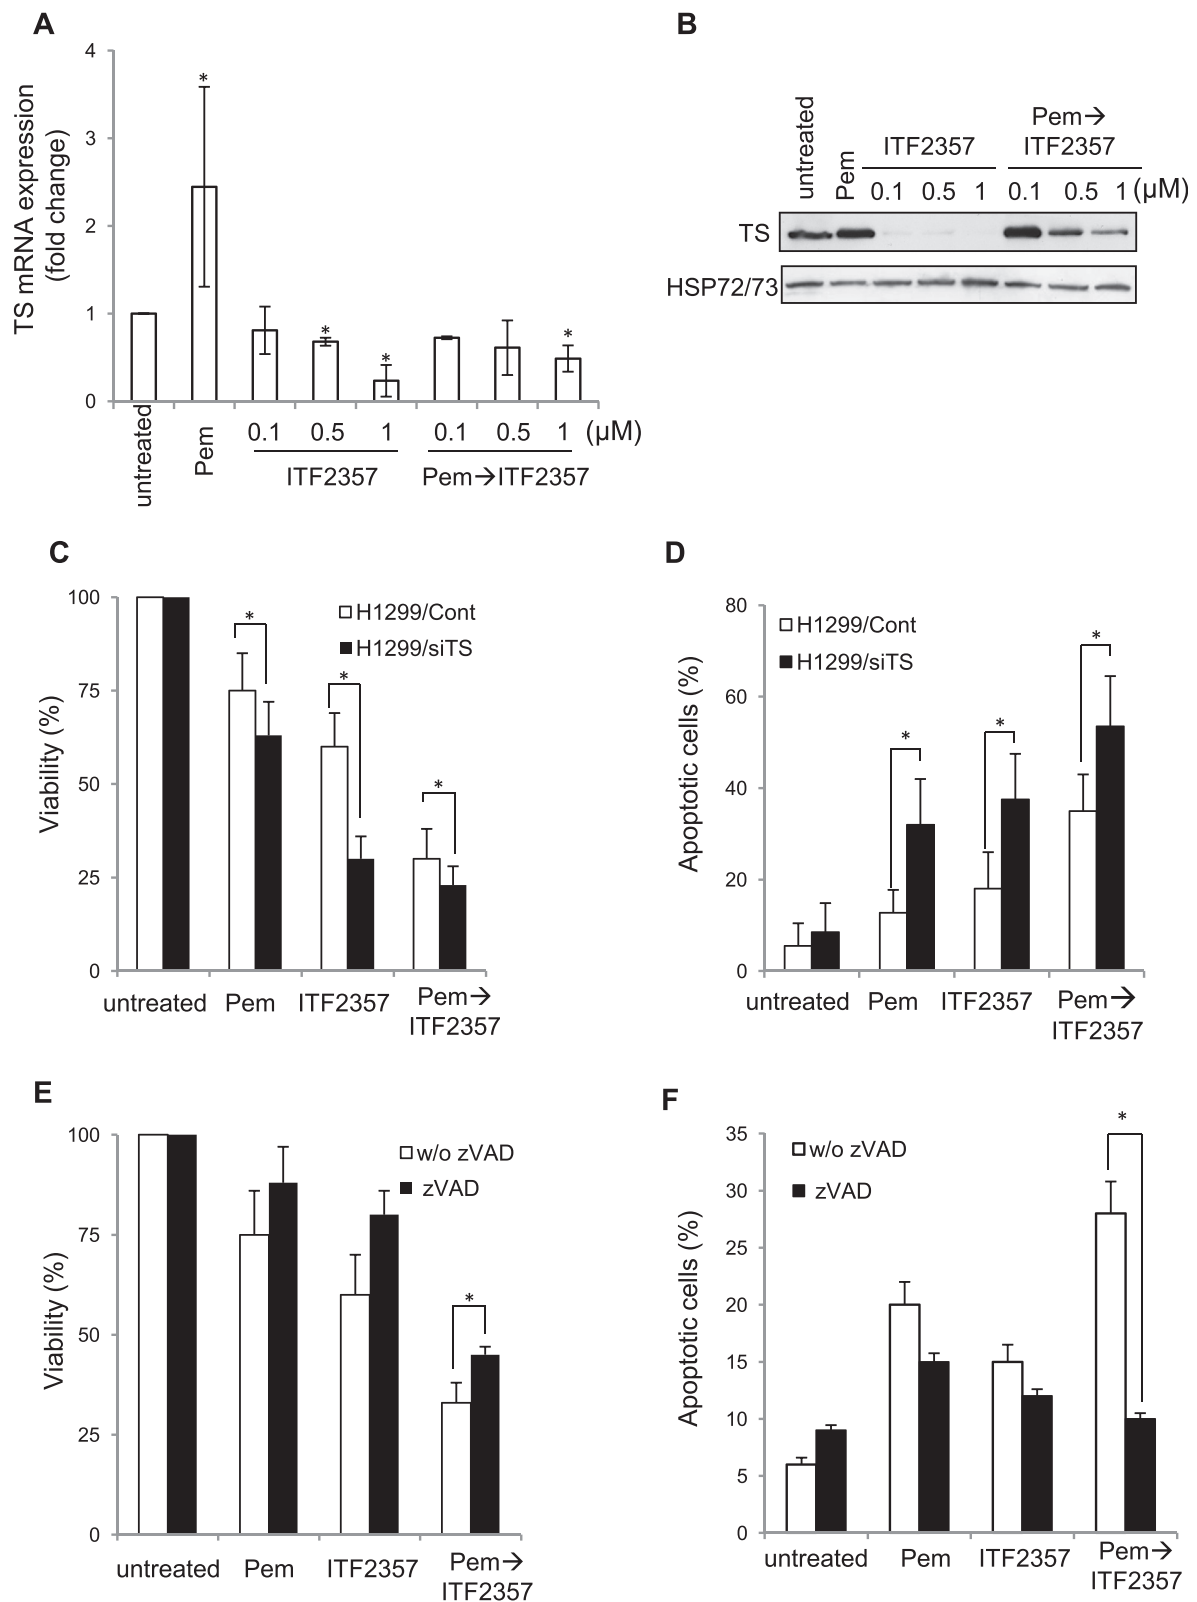 A
TS mRNA expression
(fold change)
4
3
2
1
0
*
*
*
*
untreated
Pem
0.1 0.5 1 0.1 0.5 1 (µM)
ITF2357 Pem→ITF2357
B
untreated
Pem
ITF2357
Pem→
ITF2357
0.1 0.5 1 0.1 0.5 1 (µM)
TS
HSP72/73
C
Viability (%)
100
75
50
25
0
H1299/Cont
H1299/siTS
*
*
*
untreated Pem ITF2357 Pem→
ITF2357
D
Apoptotic cells (%)
80
60
40
20
0
H1299/Cont
H1299/siTS
*
*
*
untreated Pem ITF2357 Pem→
ITF2357
E
Viability (%)
100
75
50
25
0
w/o zVAD
zVAD
*
untreated Pem ITF2357 Pem→
ITF2357
F
Apoptotic cells (%)
35
30
25
20
15
10
5
0
w/o zVAD
zVAD
*
untreated Pem ITF2357 Pem→
ITF2357